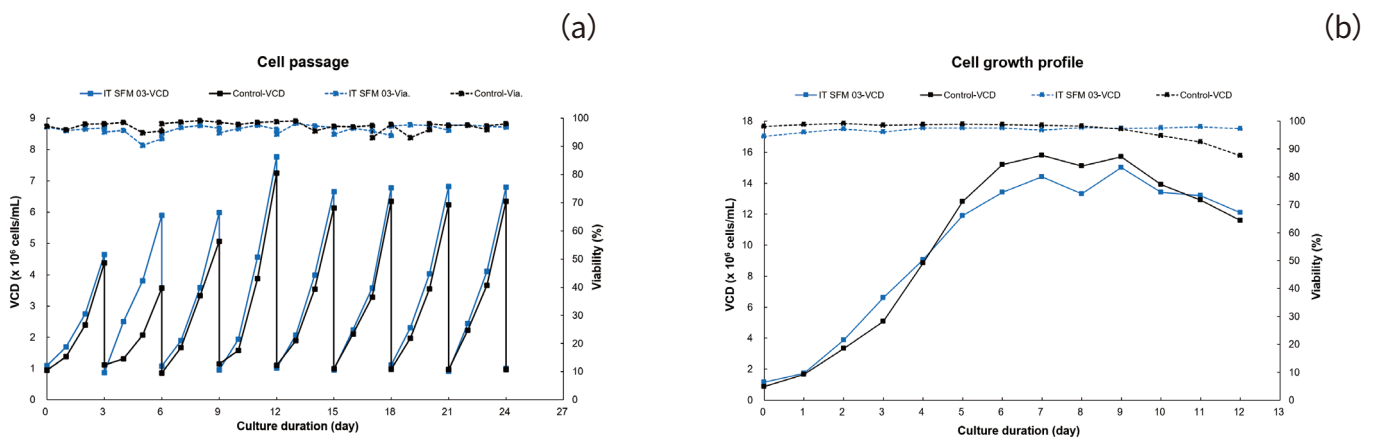 (a)
Cell passage
IT SFM 03-VCD Control-VCD IT SFM 03-Via. Control-Via.
9 8 7 6 5 4 3 2 1 0
VCD (x 10⁶ cells/mL)
100 90 80 70 60 50 40 30 20 10 0
Viability (%)
0 3 6 9 12 15 18 21 24 27
Culture duration (day)
(b)
Cell growth profile
IT SFM 03-VCD Control-VCD IT SFM 03-VCD Control-VCD
18 16 14 12 10 8 6 4 2 0
VCD (x 10⁶ cells/mL)
100 90 80 70 60 50 40 30 20 10 0
Viability (%)
0 1 2 3 4 5 6 7 8 9 10 11 12 13
Culture duration (day)